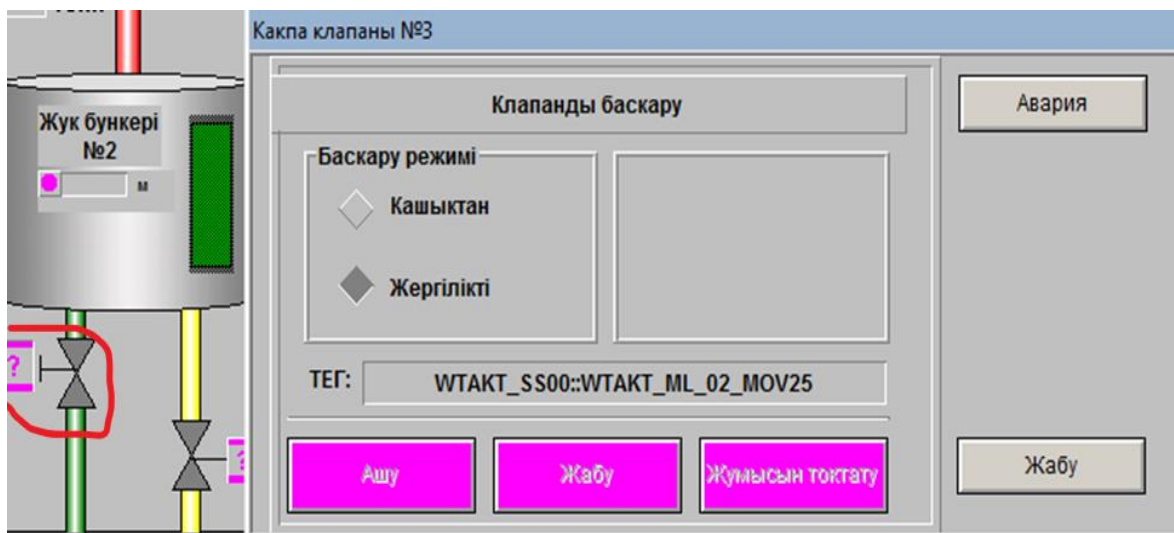 Какпа клапаны №3
Жук бункері
№2
м
?
?
Клапанды баскару
Баскару режимі
Кашыктан
Жергілікті
ТЕГ:
WTAKT_SS00::WTAKT_ML_02_MOV25
Ашу
Жабу
Жумысын токтату
Авария
Жабу